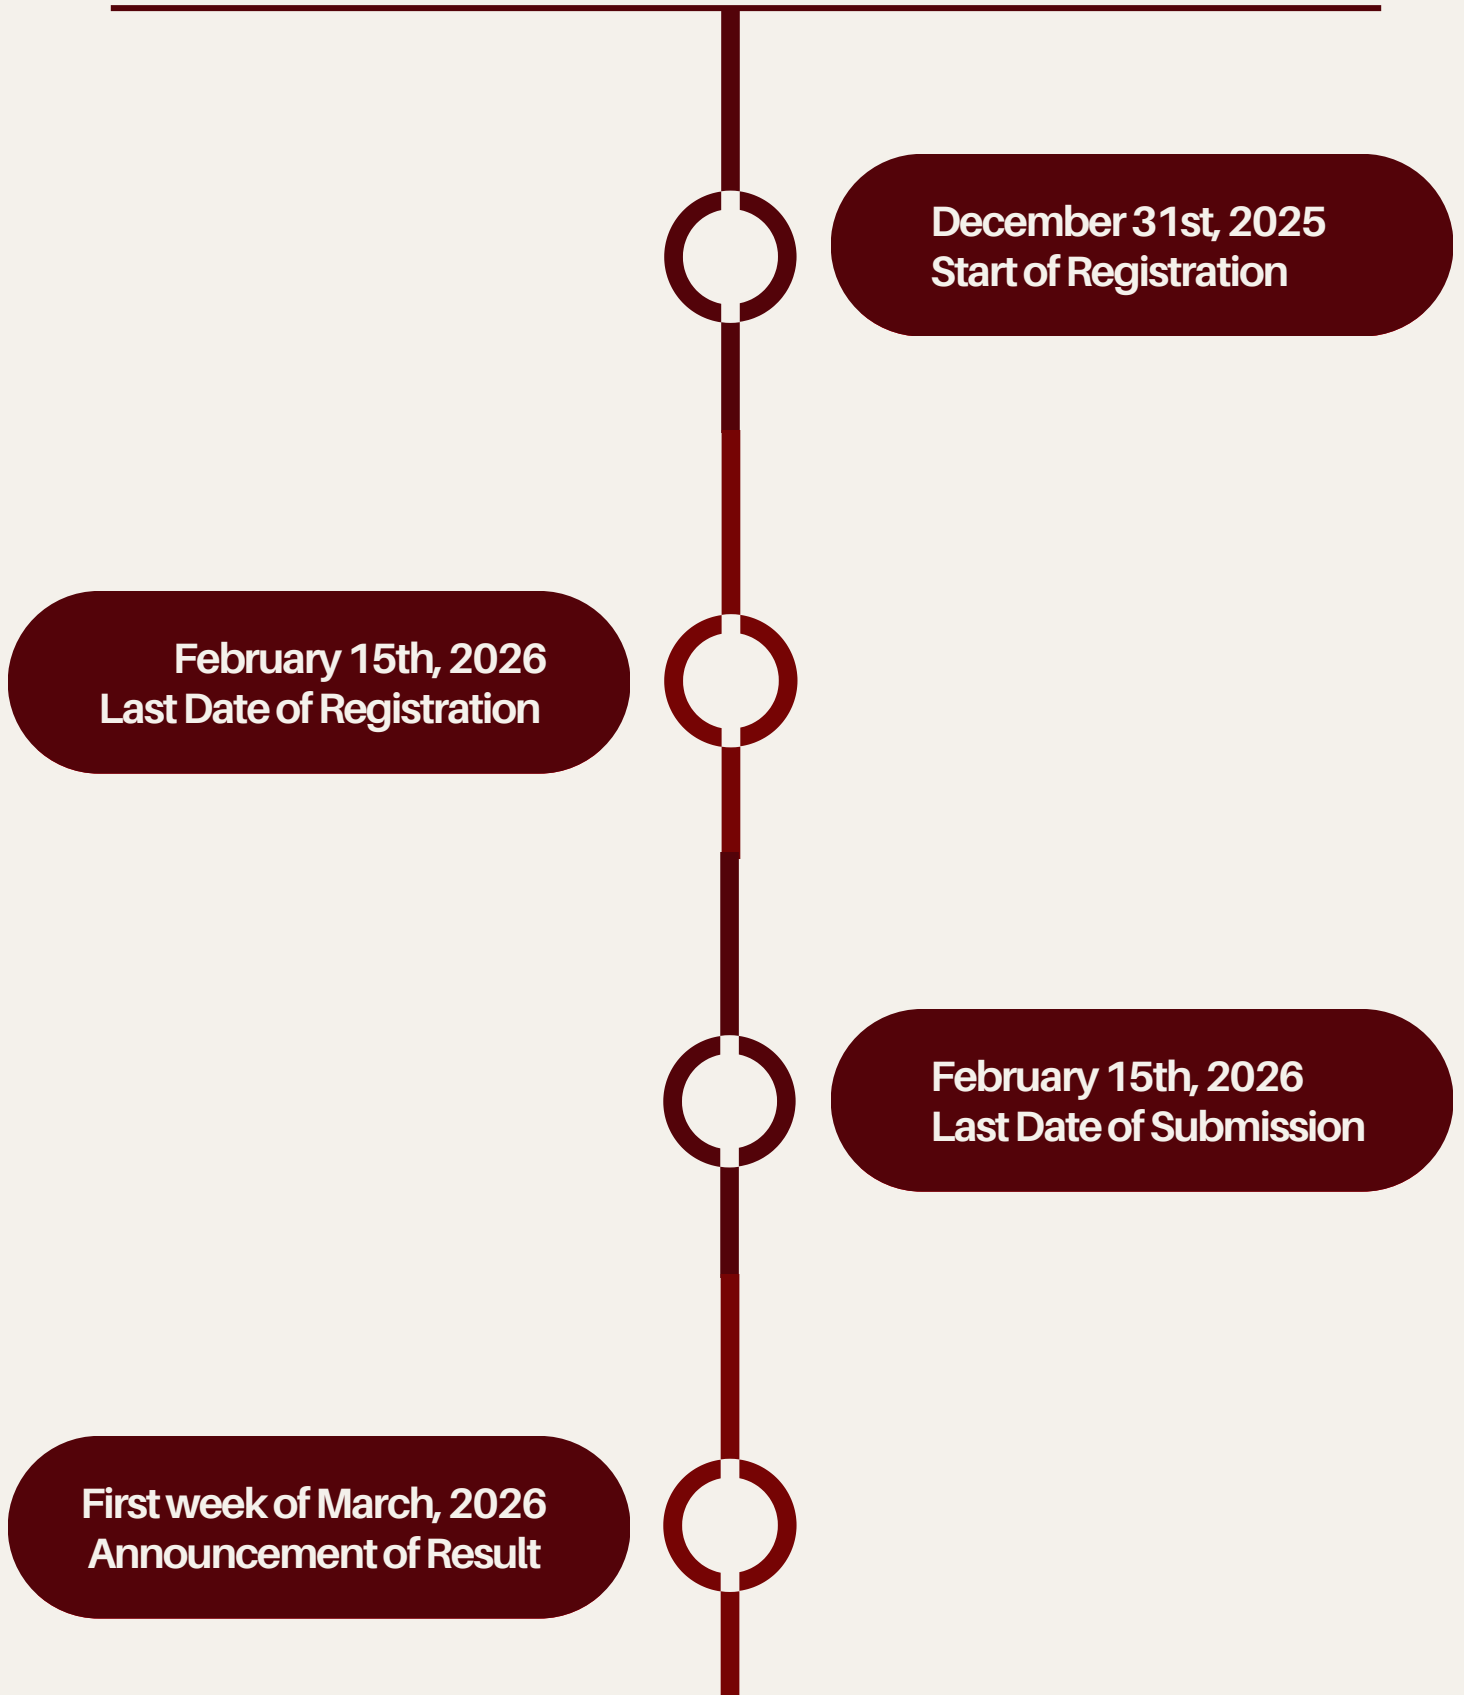 December 31st, 2025
Start of Registration
February 15th, 2026
Last Date of Registration
February 15th, 2026
Last Date of Submission
First week of March, 2026
Announcement of Result